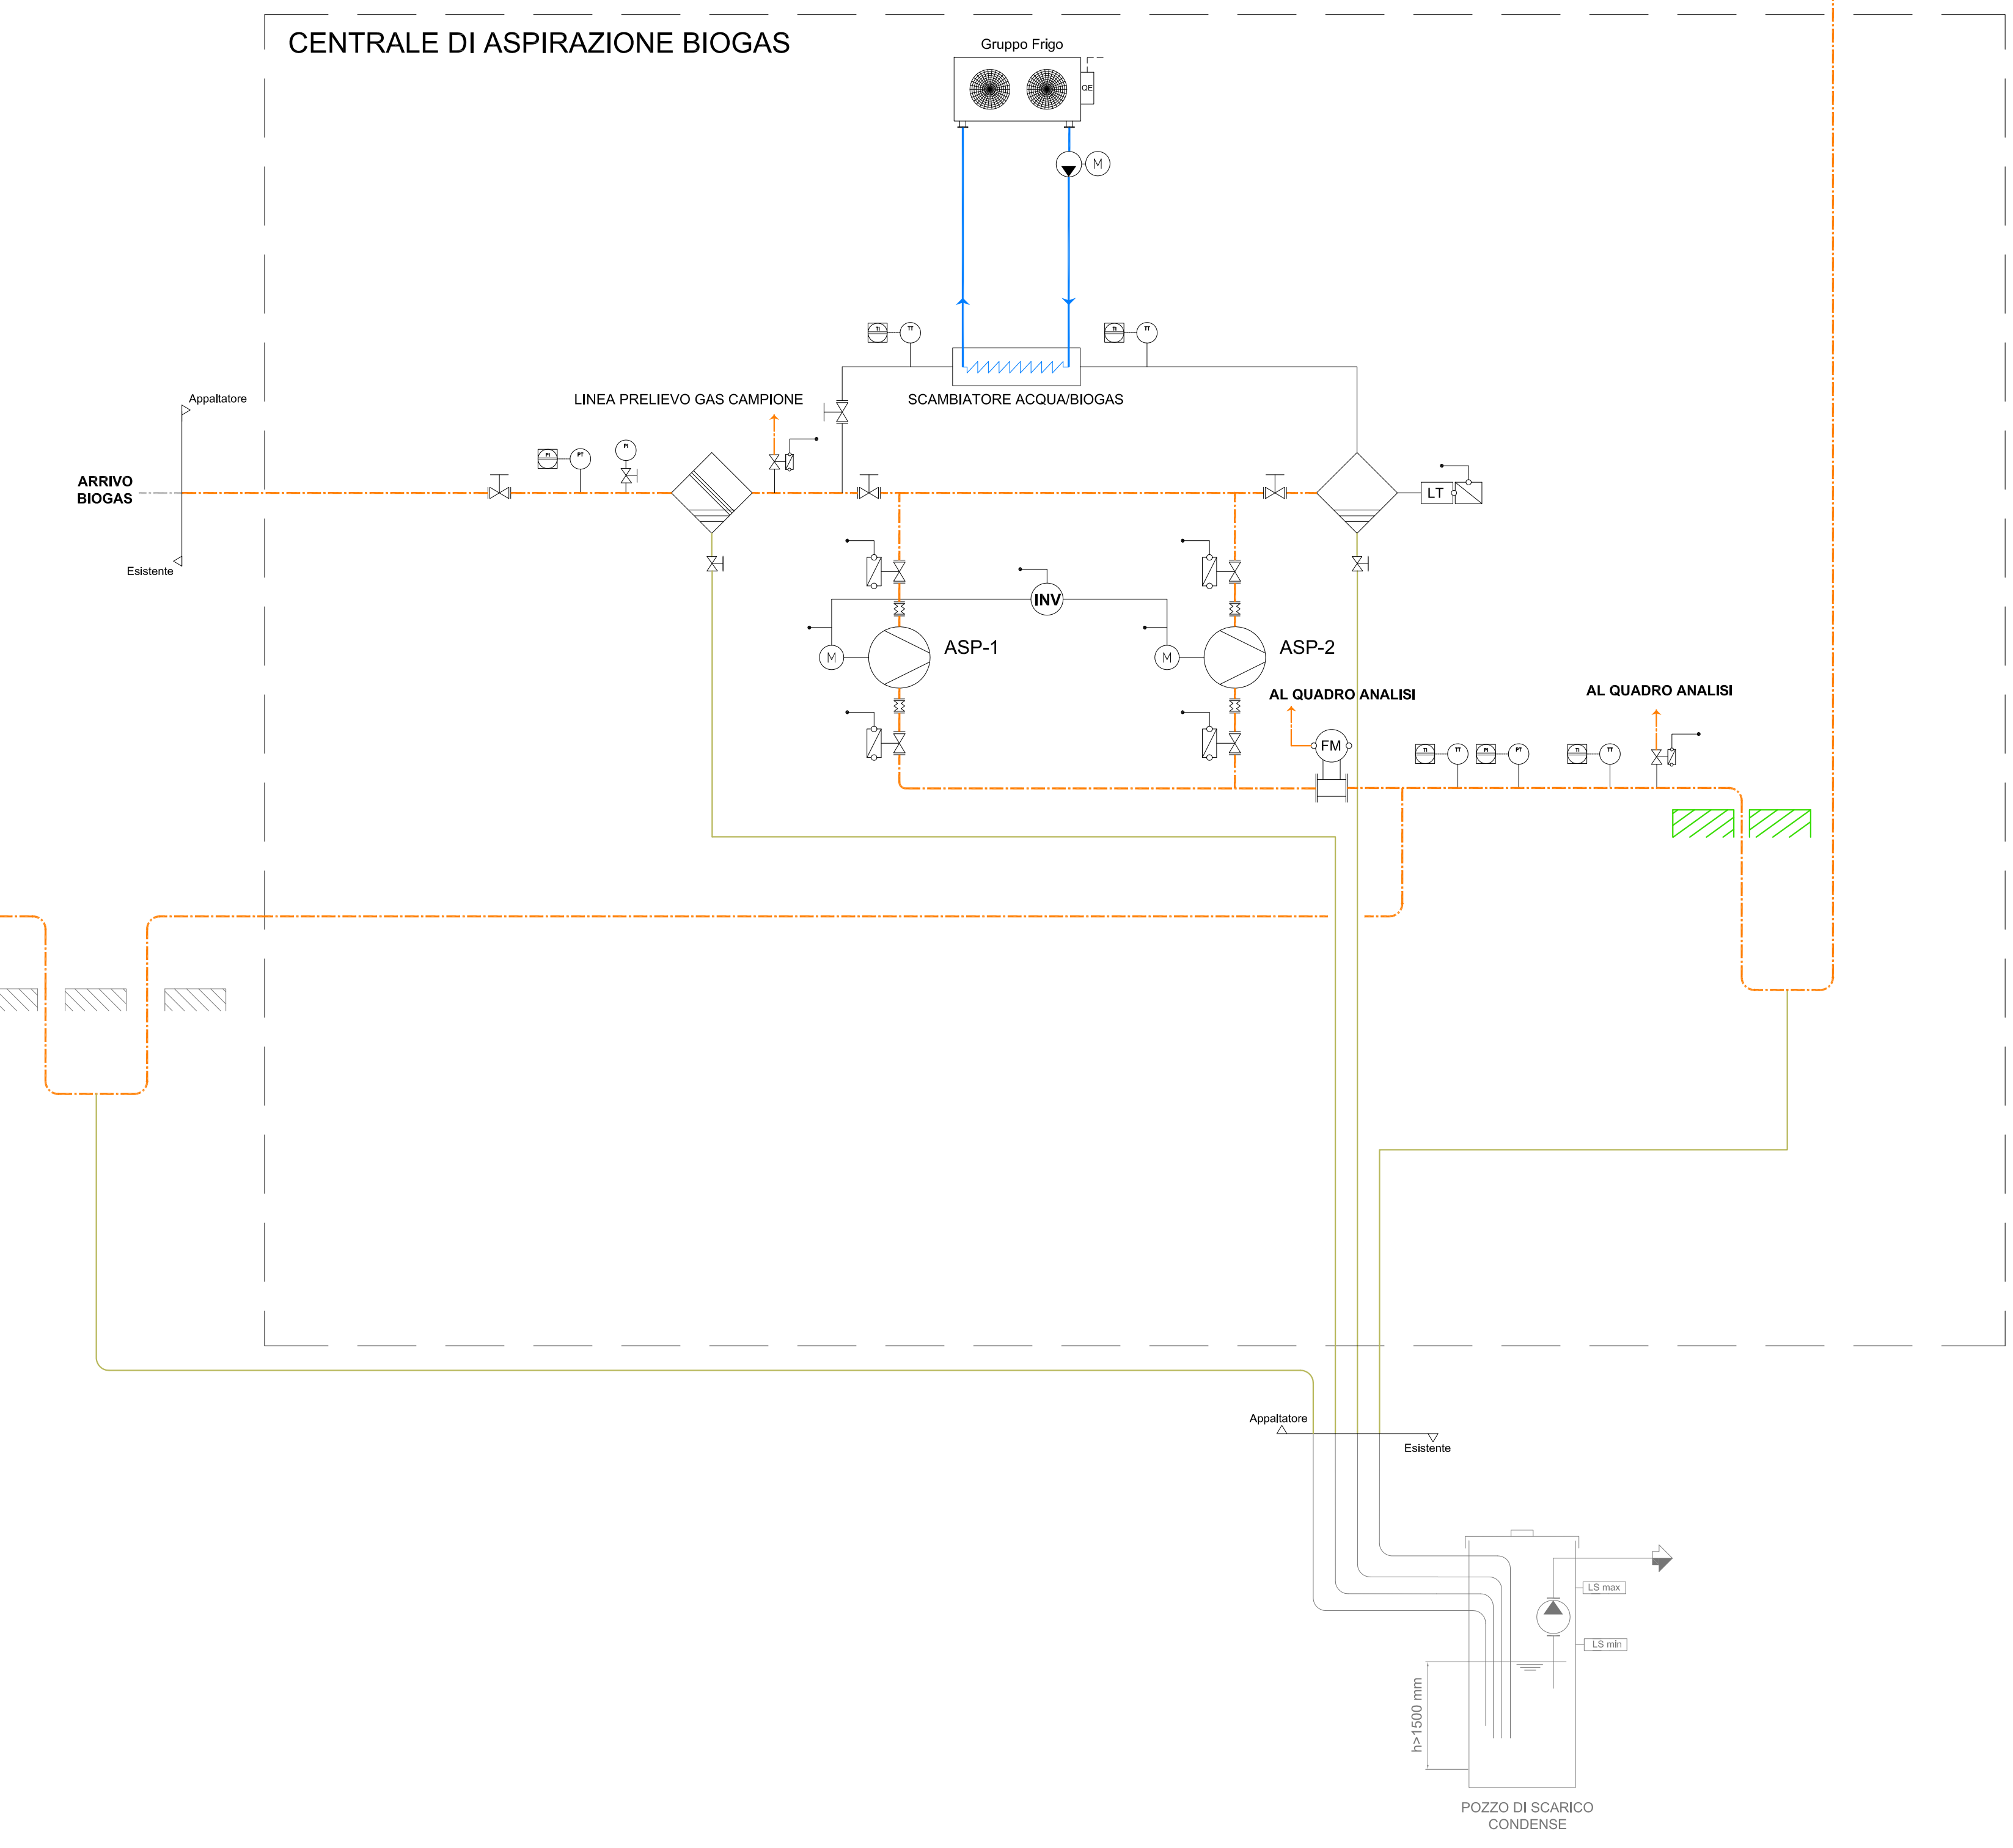 CENTRALE DI ASPIRAZIONE BIOGAS
Gruppo Frigo
QE
M
TI
TT
TI
TT
Appaltatore
LINEA PRELIEVO GAS CAMPIONE
SCAMBIATORE ACQUA/BIOGAS
PI
PT
PI
ARRIVO
BIOGAS
LT
Esistente
INV
M
ASP-1
M
ASP-2
AL QUADRO ANALISI
AL QUADRO ANALISI
FM
TI
TT
PI
PT
TI
TT
Appaltatore
Esistente
LS max
LS min
h>1500 mm
POZZO DI SCARICO
CONDENSE